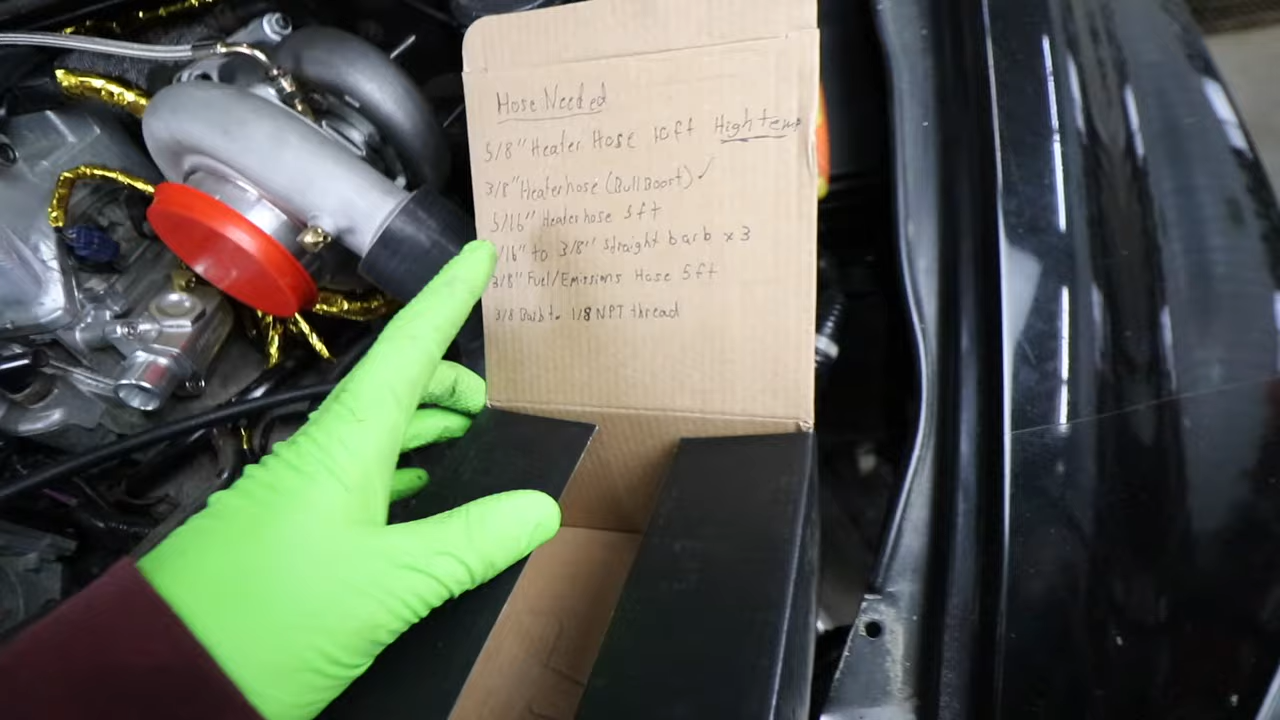 Hose Needed
5/8" Heater Hose 10ft High temp
3/8" Heaterhose (Bull Boost) ✓
5/16" Heaterhose 3ft
/16" to 3/8" straight barb x 3
3/8" Fuel/Emissions Hose 5ft
3/8 Barb to 1/8 NPT thread